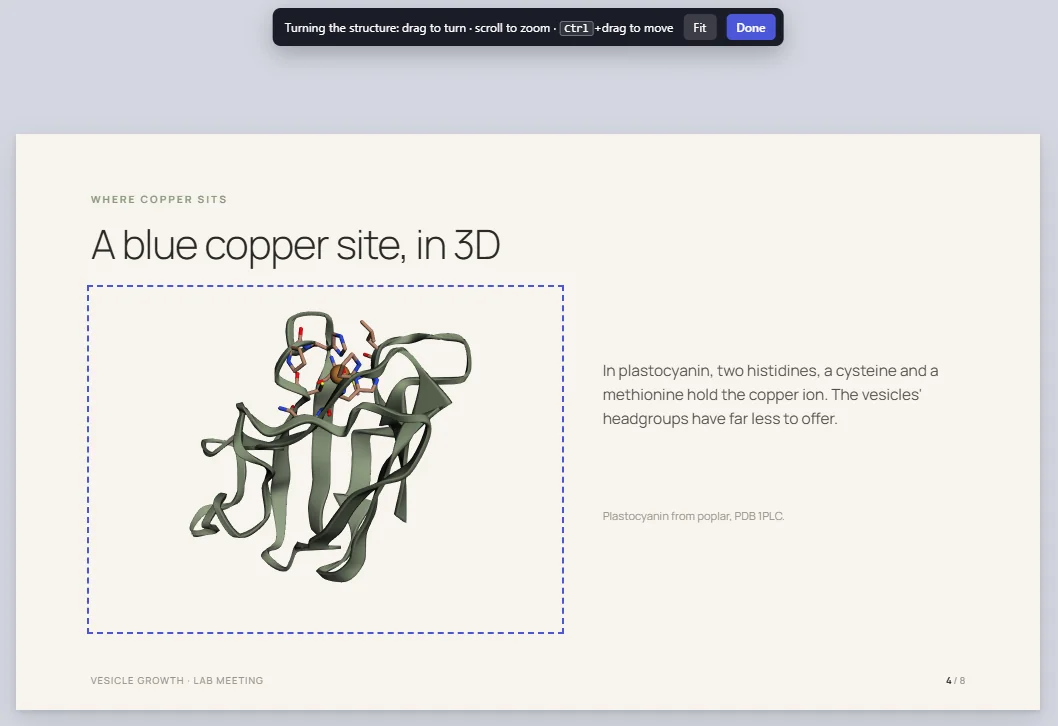 Turning the structure: drag to turn · scroll to zoom · Ctrl+drag to move Fit Done
WHERE COPPER SITS
A blue copper site, in 3D
In plastocyanin, two histidines, a cysteine and a
methionine hold the copper ion. The vesicles'
headgroups have far less to offer.
Plastocyanin from poplar, PDB 1PLC.
VESICLE GROWTH · LAB MEETING
4 / 8